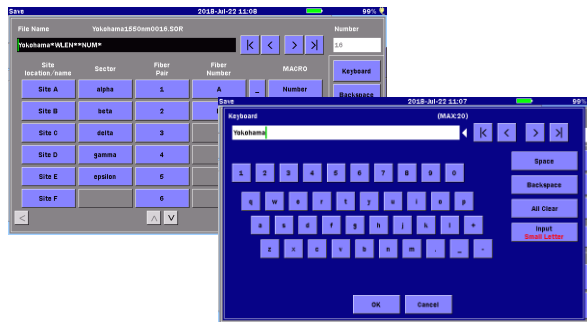 Save 2018-Jul-22 11:08 99%
File Name Yokohama1550nm0016.SOR Number
Yokohama*WLEN**NUM* 16
Site location/name Sector Fiber Pair Fiber Number MACRO Keyboard
Site A alpha 1 A _ Number Backspace
Site B beta 2
Site C delta 3
Site D gamma 4
Site E epsilon 5
Site F 6
Save 2018-Jul-22 11:07 99%
Keyboard (MAX:20)
Yokohama
Space
1 2 3 4 5 6 7 8 9 0
Backspace
q w e r t y u i o p
All Clear
a s d f g h j k l +
Input
Small Letter
z x c v b n m . _ -
OK Cancel